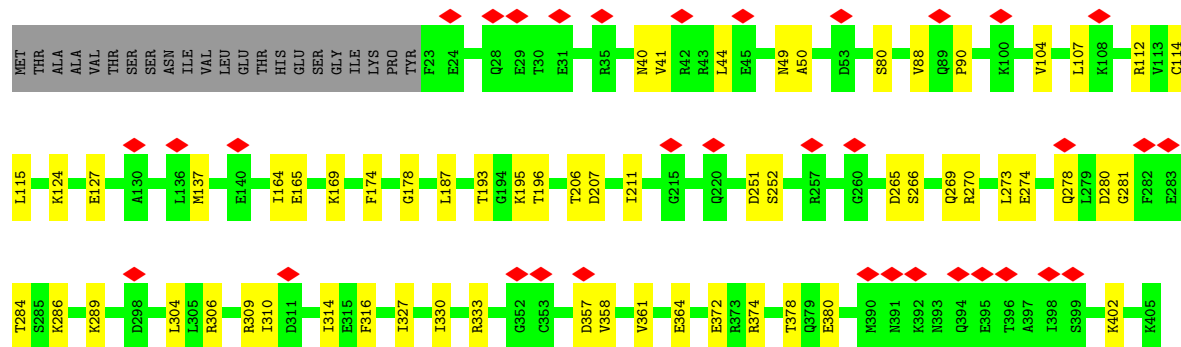 MET THR ALA ALA VAL THR SER SER ASN ILE VAL LEU GLU THR HIS GLU SER GLY ILE LYS PRO TYR F23 E24 Q28 E29 T30 E31 R35 N40 V41 R42 R43 L44 E45 N49 A50 D53 S80 V88 Q89 P90 K100 V104 L107 K108 R112 V113 C114
L115 K124 E127 A130 L136 M137 E140 I164 E165 K169 F174 G178 L187 T193 G194 K195 T196 T206 D207 I211 G215 Q220 D251 S252 R257 G260 D265 S266 Q269 R270 L273 E274 Q278 L279 D280 G281 F282 E283
T284 S285 K286 K289 D298 L304 L305 R306 R309 I310 D311 I314 E315 F316 I327 I330 R333 G352 C353 D357 V358 V361 E364 E372 R373 R374 T378 Q379 E380 M390 N391 K392 N393 Q394 E395 T396 A397 I398 S399 K402 K405